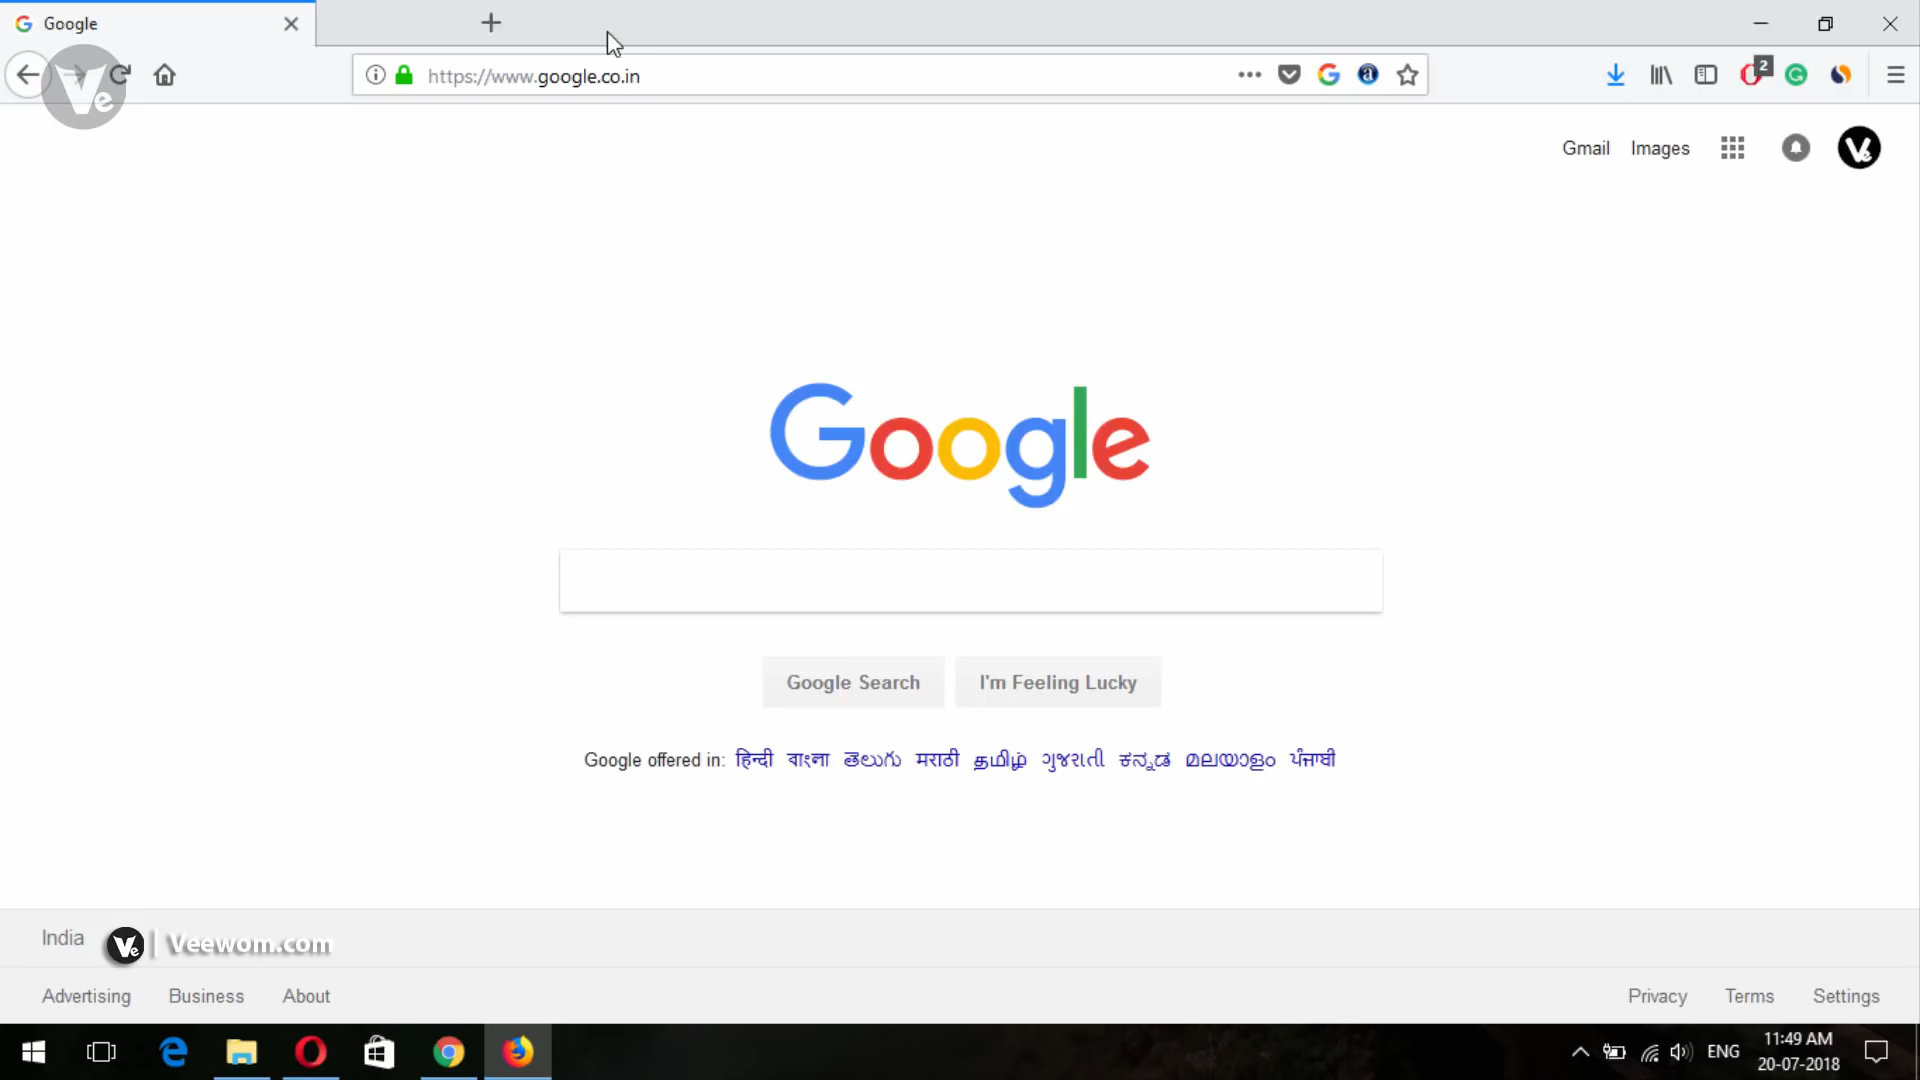 Google
https://www.google.co.in
2
Gmail Images
Google
Google Search I'm Feeling Lucky
Google offered in: हिन्दी বাংলা తెలుగు मराठी தமிழ் ગુજરાતી ಕನ್ನಡ മലയാളം ਪੰਜਾਬੀ
India
Ve | Veewom.com
Advertising Business About Privacy Terms Settings
ENG 11:49 AM
20-07-2018